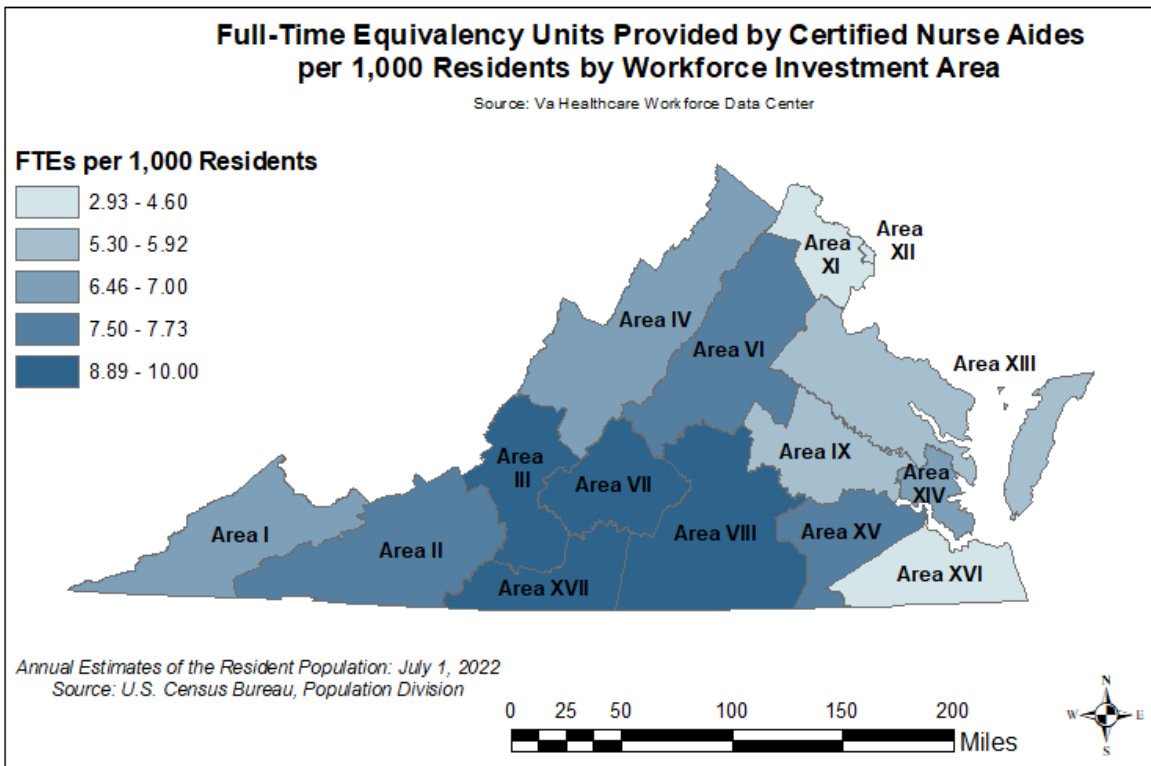 Full-Time Equivalency Units Provided by Certified Nurse Aides
per 1,000 Residents by Workforce Investment Area
Source: Va Healthcare Workforce Data Center
FTEs per 1,000 Residents
2.93 - 4.60
5.30 - 5.92
6.46 - 7.00
7.50 - 7.73
8.89 - 10.00
Area
XII
Area
XI
Area IV
Area VI
Area XIII
Area
III
Area VII
Area IX
Area
XIV
Area I
Area II
Area VIII
Area XV
Area XVII
Area XVI
Annual Estimates of the Resident Population: July 1, 2022
Source: U.S. Census Bureau, Population Division
0 25 50 100 150 200
Miles
N
W E
S